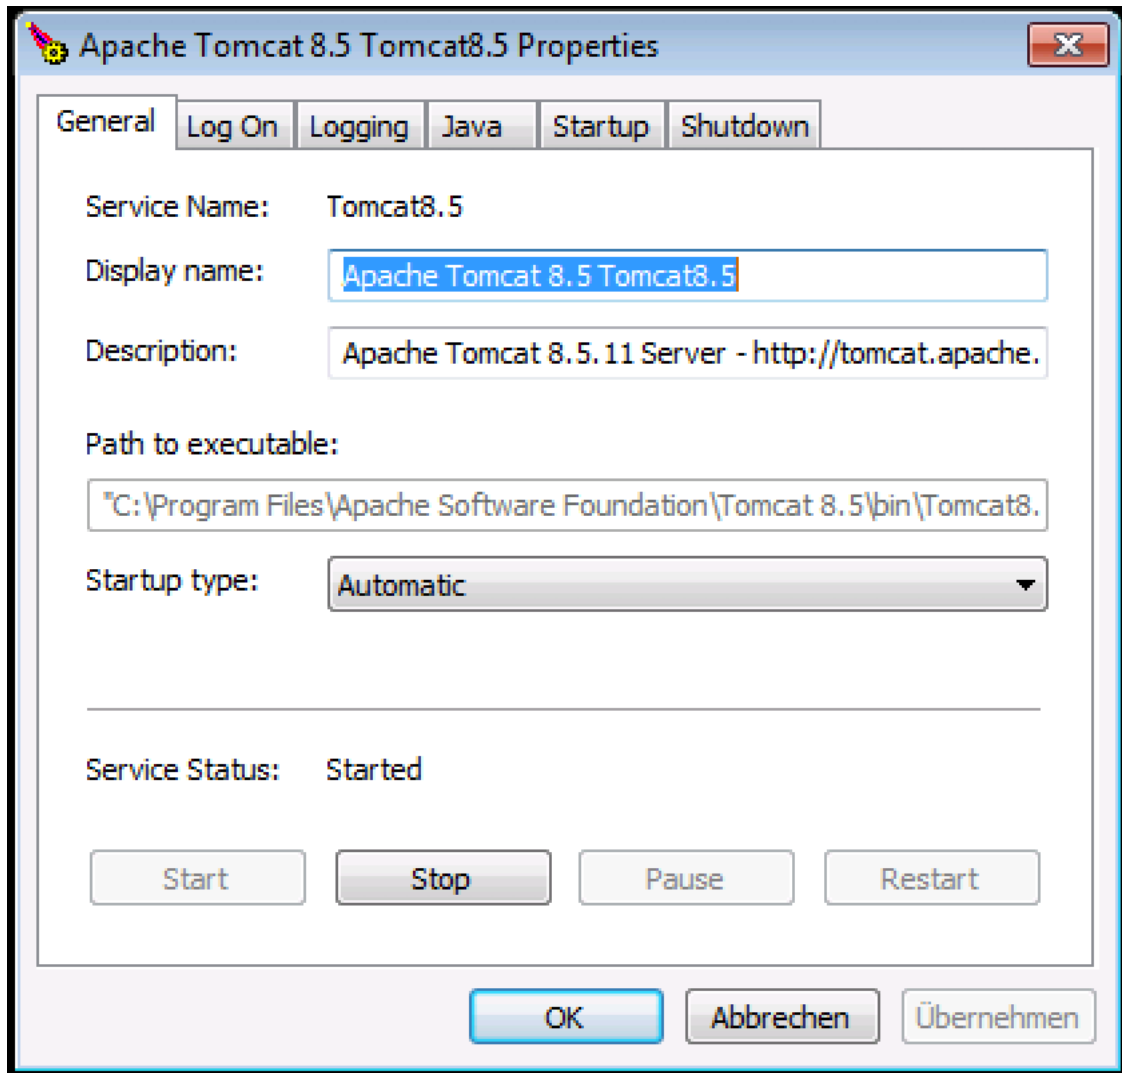 Apache Tomcat 8.5 Tomcat8.5 Properties
General Log On Logging Java Startup Shutdown
Service Name: Tomcat8.5
Display name: Apache Tomcat 8.5 Tomcat8.5
Description: Apache Tomcat 8.5.11 Server - http://tomcat.apache.
Path to executable:
"C:\Program Files\Apache Software Foundation\Tomcat 8.5\bin\Tomcat8.
Startup type: Automatic
Service Status: Started
Start Stop Pause Restart
OK Abbrechen Übernehmen